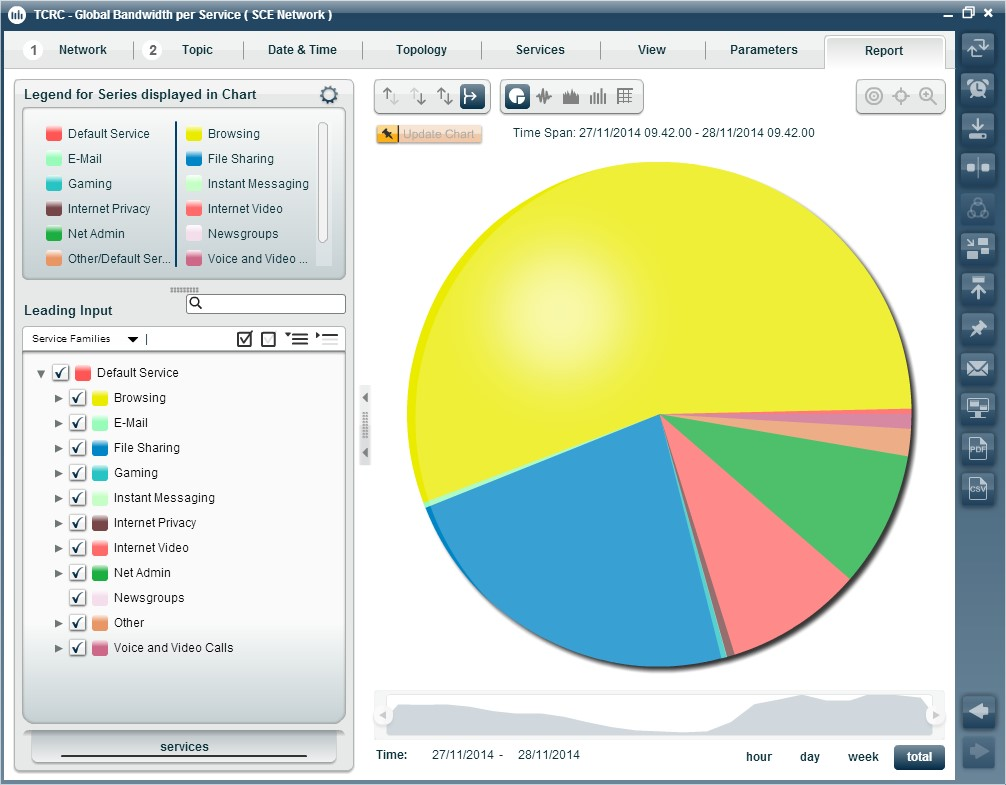 TCRC - Global Bandwidth per Service ( SCE Network )
1 Network 2 Topic Date & Time Topology Services View Parameters Report
Legend for Series displayed in Chart
Default Service Browsing
E-Mail File Sharing
Gaming Instant Messaging
Internet Privacy Internet Video
Net Admin Newsgroups
Other/Default Ser... Voice and Video ...
Update Chart Time Span: 27/11/2014 09.42.00 - 28/11/2014 09.42.00
Leading Input
Service Families
Default Service
Browsing
E-Mail
File Sharing
Gaming
Instant Messaging
Internet Privacy
Internet Video
Net Admin
Newsgroups
Other
Voice and Video Calls
services
Time: 27/11/2014 - 28/11/2014 hour day week total
PDF
CSV